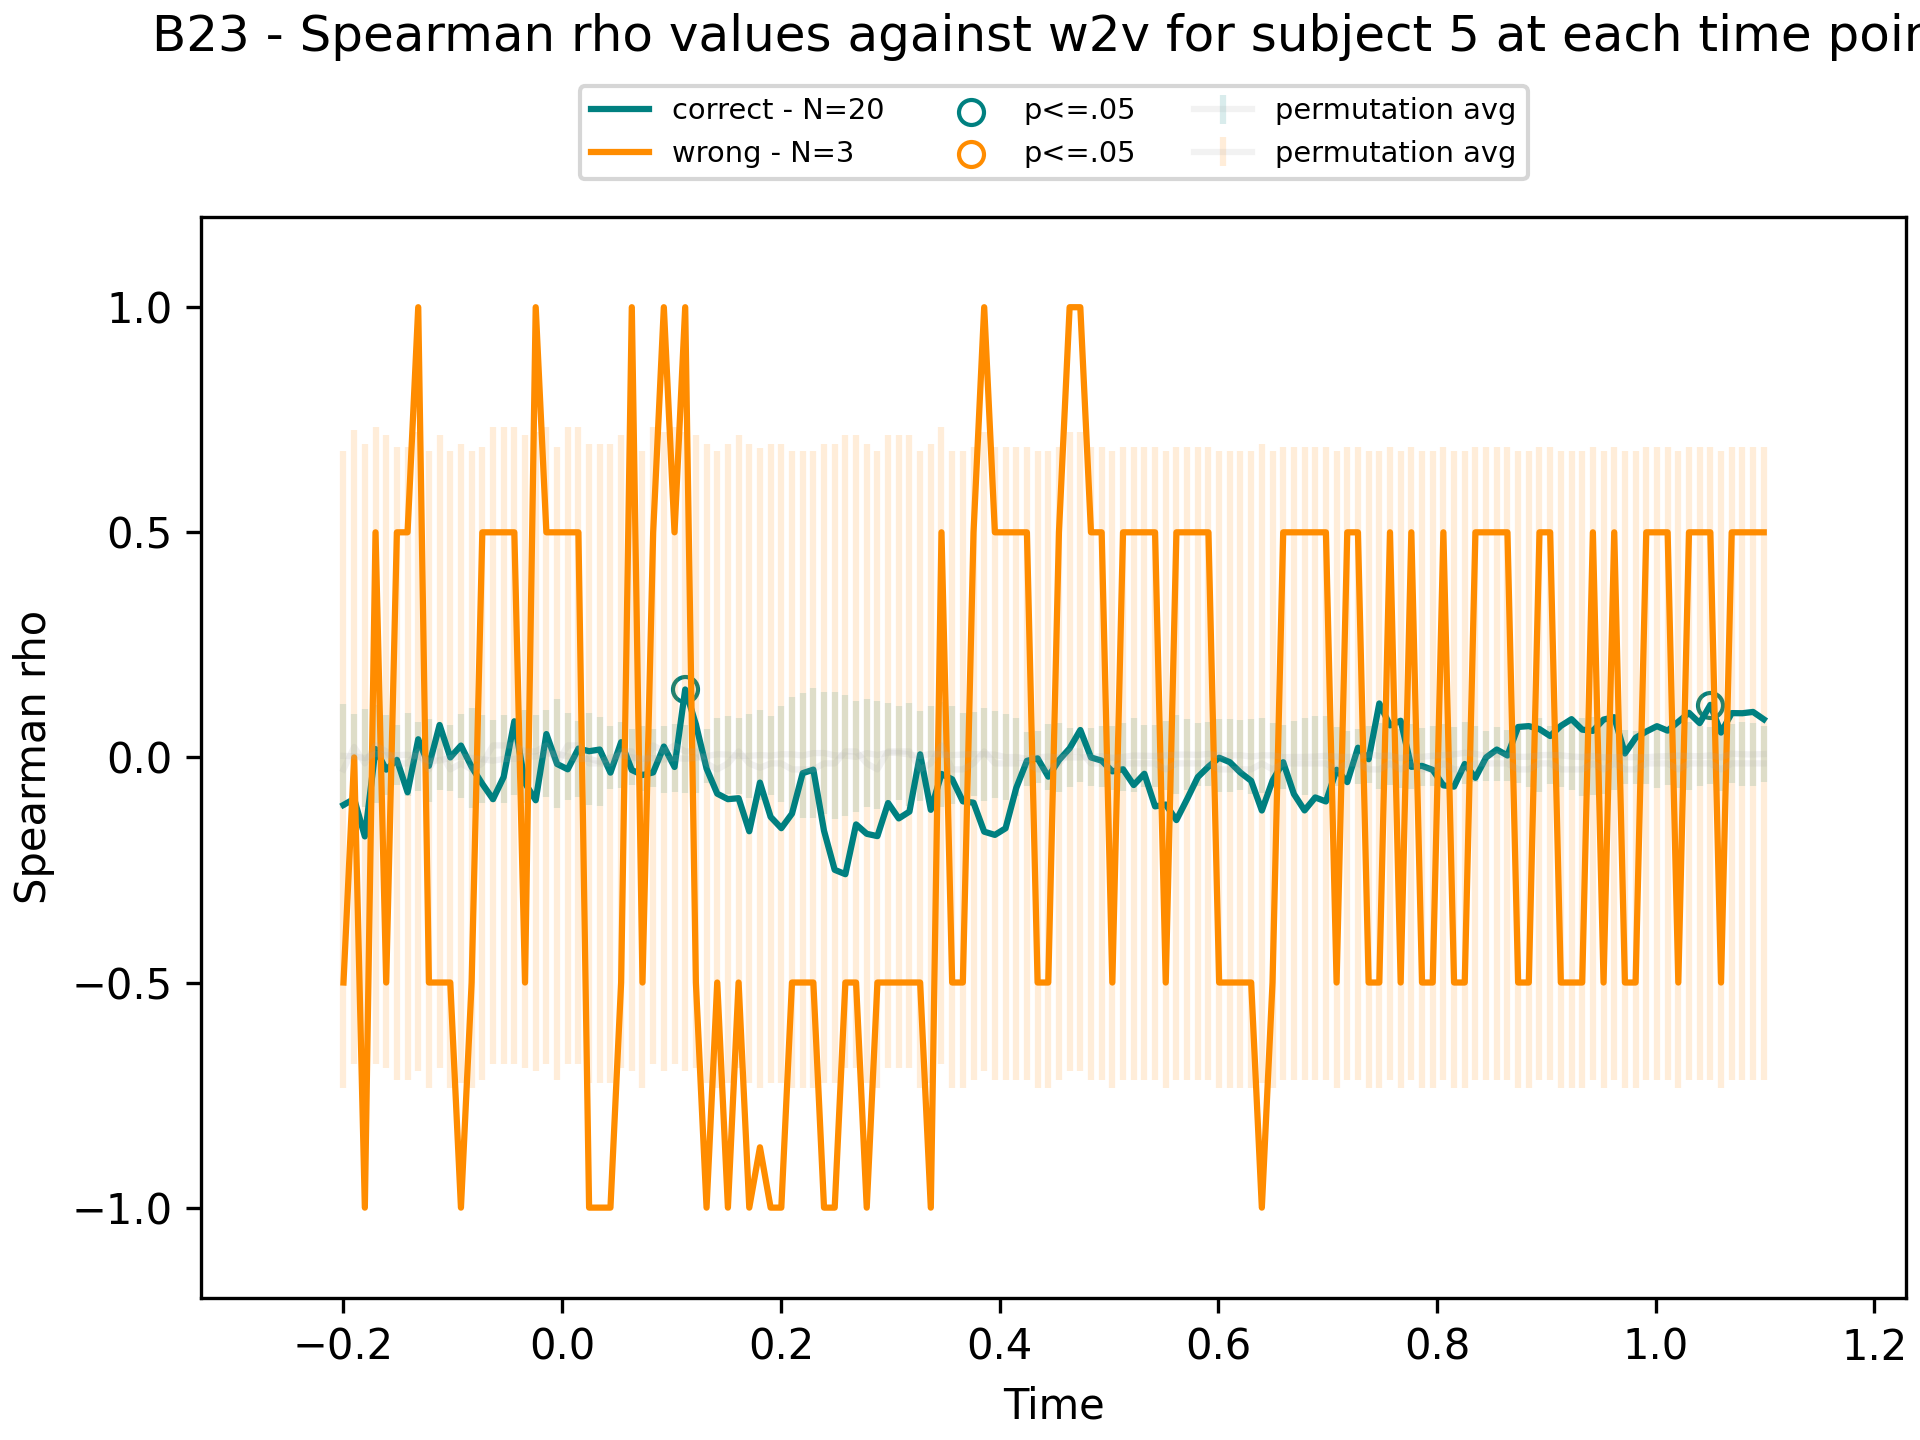 B23 - Spearman rho values against w2v for subject 5 at each time
correct - N=20 p<=.05 permutation avg
wrong - N=3 p<=.05 permutation avg
1.0
0.5
0.0
−0.5
−1.0
Spearman rho
−0.2 0.0 0.2 0.4 0.6 0.8 1.0 1.2
Time